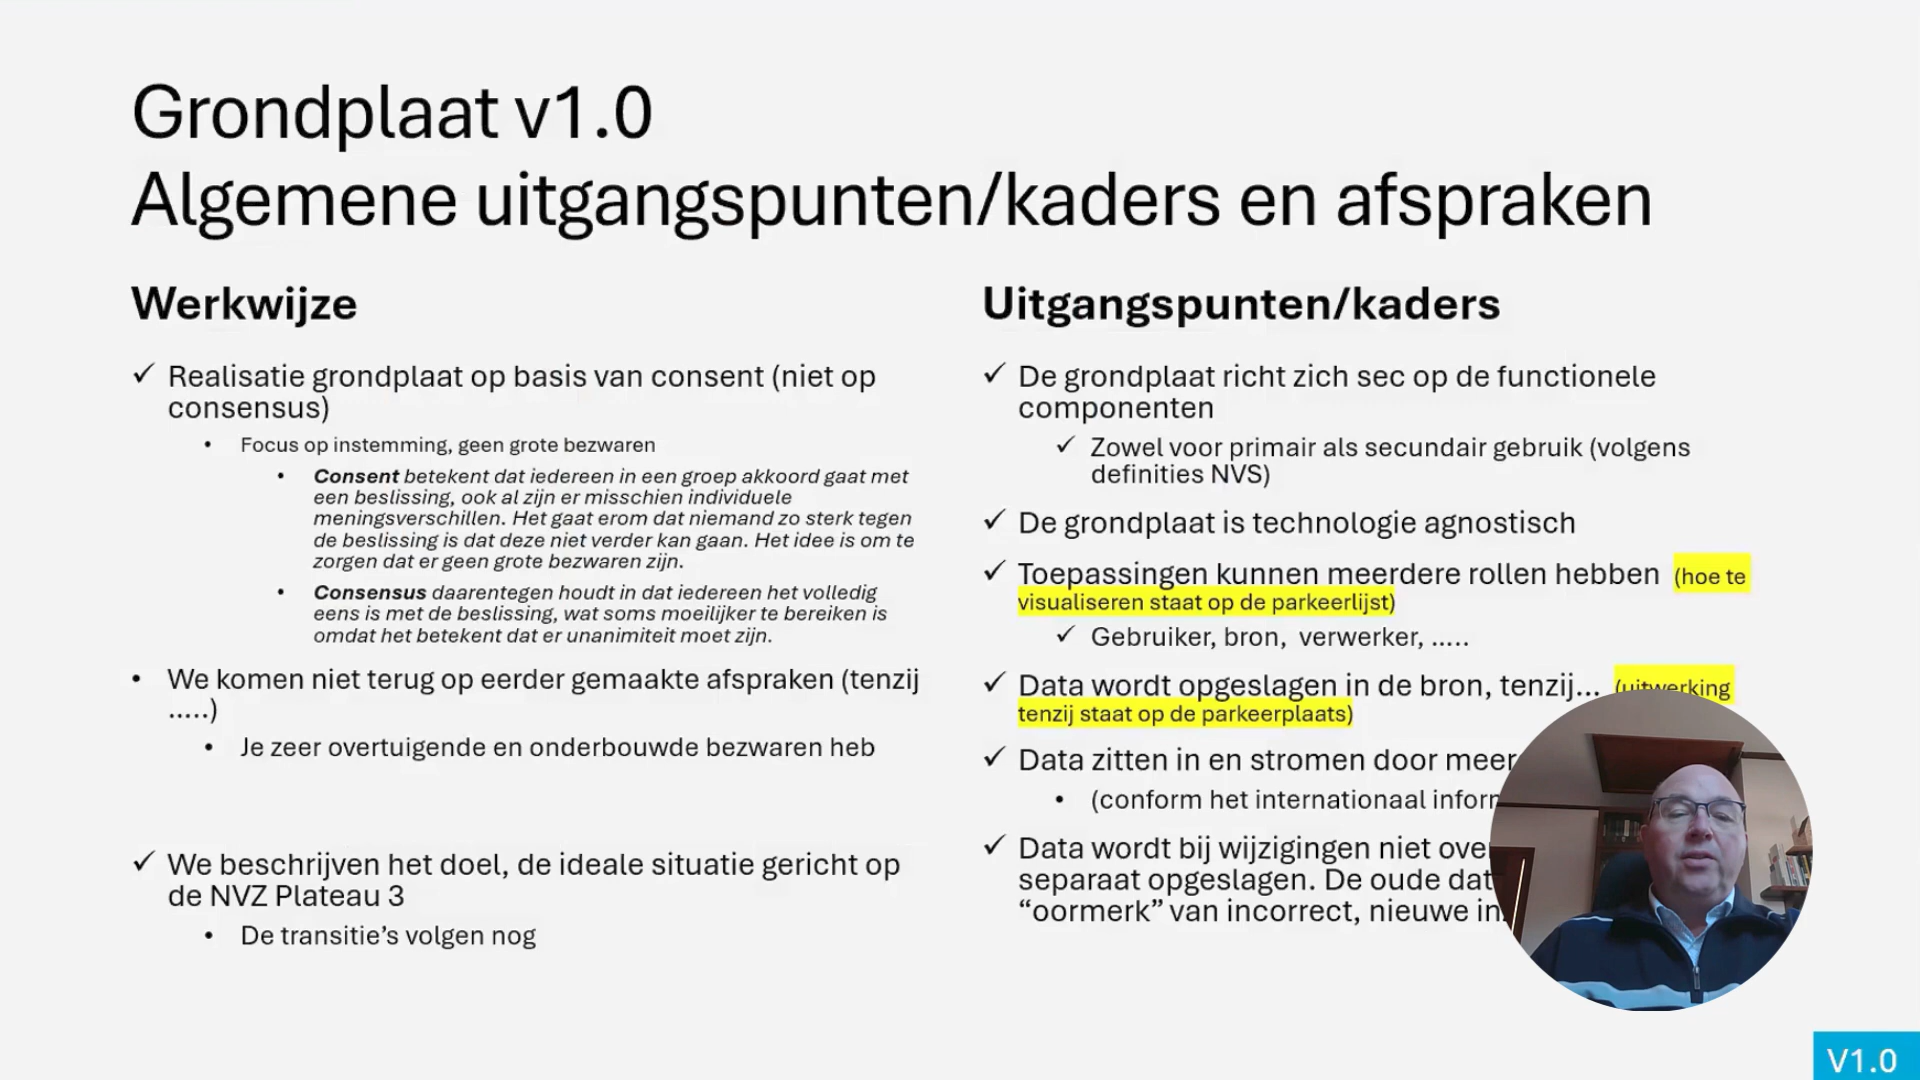 Grondplaat v1.0
Algemene uitgangspunten/kaders en afspraken
Werkwijze
✓ Realisatie grondplaat op basis van consent (niet op
consensus)
• Focus op instemming, geen grote bezwaren
• Consent betekent dat iedereen in een groep akkoord gaat met
een beslissing, ook al zijn er misschien individuele
meningsverschillen. Het gaat erom dat niemand zo sterk tegen
de beslissing is dat deze niet verder kan gaan. Het idee is om te
zorgen dat er geen grote bezwaren zijn.
• Consensus daarentegen houdt in dat iedereen het volledig
eens is met de beslissing, wat soms moeilijker te bereiken is
omdat het betekent dat er unanimiteit moet zijn.
• We komen niet terug op eerder gemaakte afspraken (tenzij
.....)
• Je zeer overtuigende en onderbouwde bezwaren heb
✓ We beschrijven het doel, de ideale situatie gericht op
de NVZ Plateau 3
• De transitie’s volgen nog
Uitgangspunten/kaders
✓ De grondplaat richt zich sec op de functionele
componenten
✓ Zowel voor primair als secundair gebruik (volgens
definities NVS)
✓ De grondplaat is technologie agnostisch
✓ Toepassingen kunnen meerdere rollen hebben (hoe te
visualiseren staat op de parkeerlijst)
✓ Gebruiker, bron, verwerker, .....
✓ Data wordt opgeslagen in de bron, tenzij... (uitwerking
tenzij staat op de parkeerplaats)
✓ Data zitten in en stromen door
• (conform het internationaal
✓ Data wordt bij wijzigingen niet
separaat opgeslagen. De oude
“oormerk” van incorrect, nieuwe
V1.0